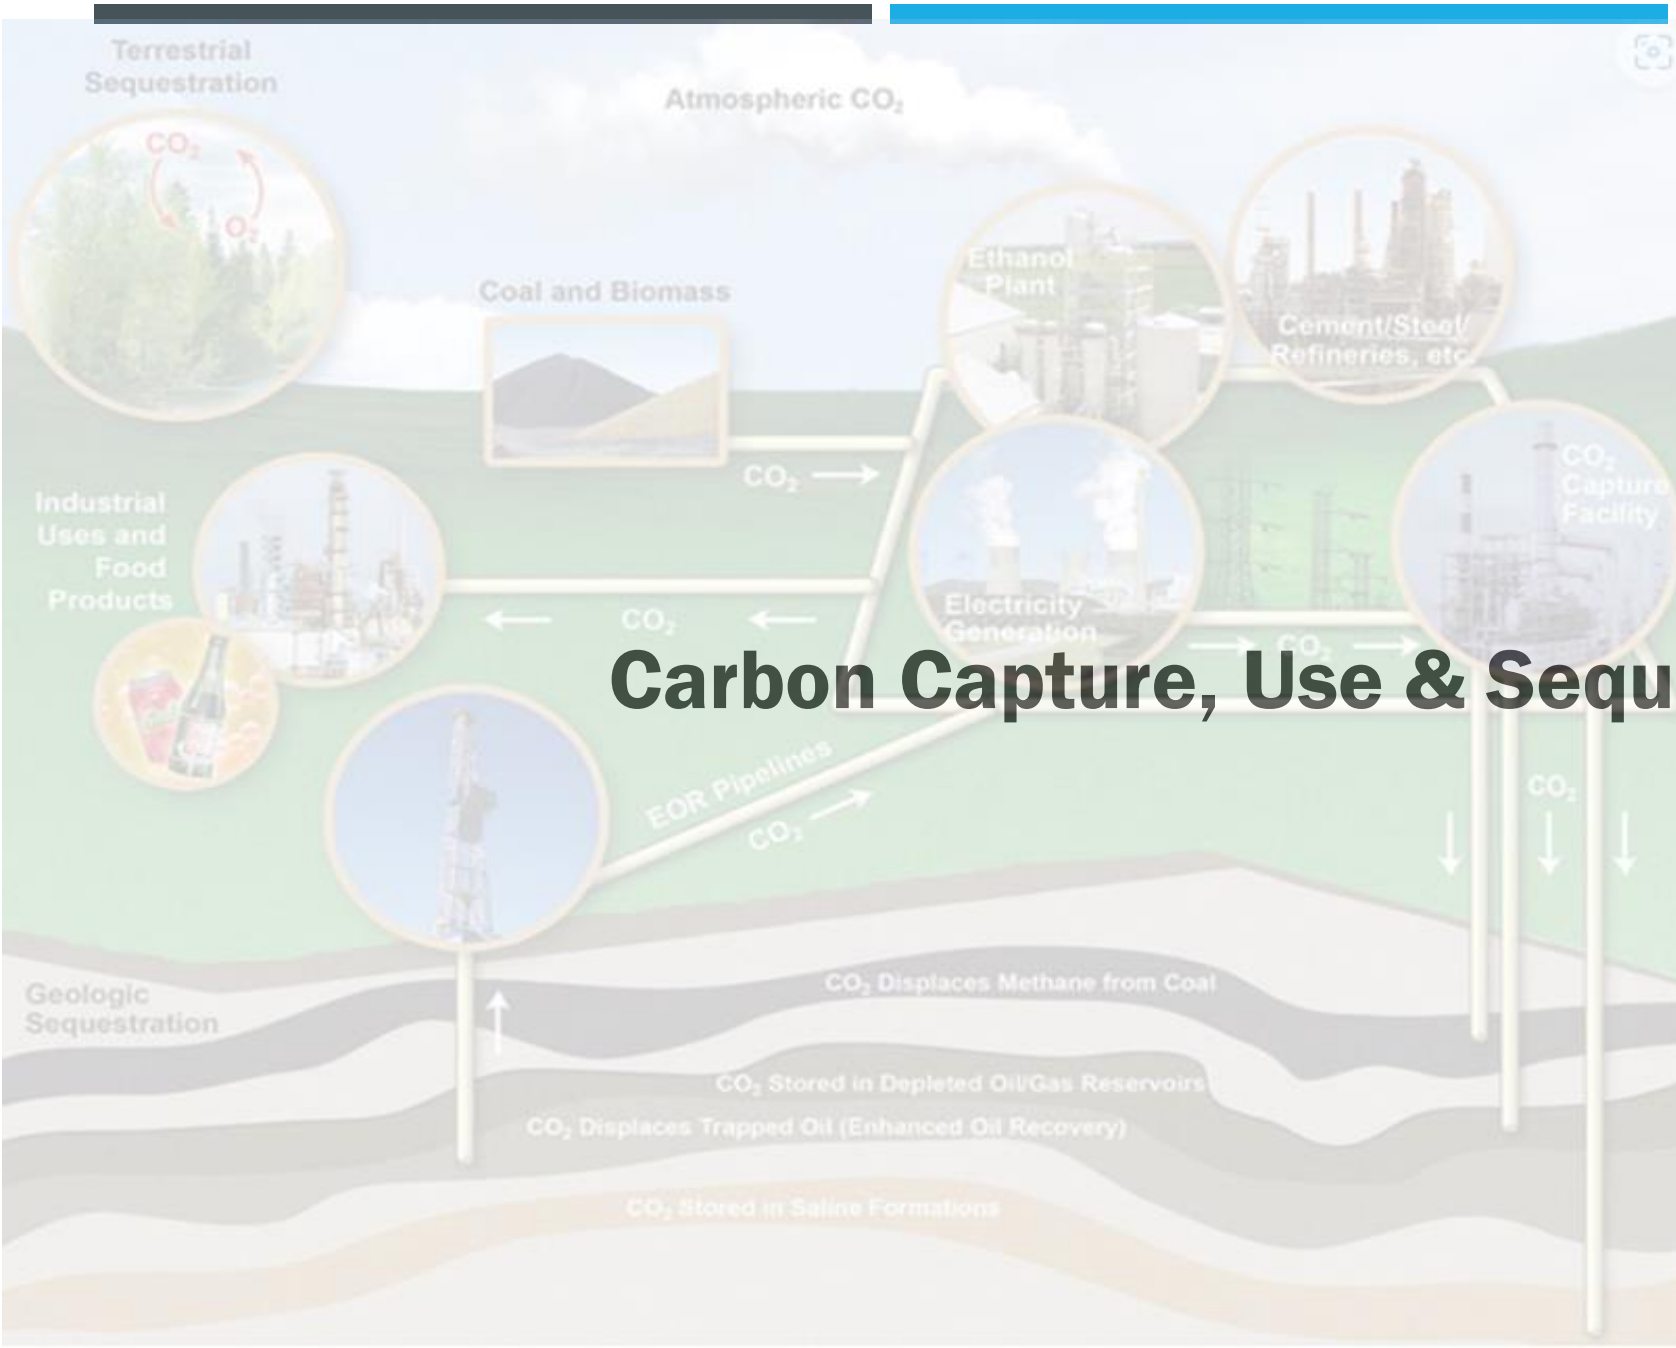 Terrestrial
Sequestration
Atmospheric CO₂
CO₂
O₂
Ethanol
Plant
Cement/Steel/
Refineries, etc.
Coal and Biomass
CO₂
CO₂
Capture
Facility
Industrial
Uses and
Food
Products
CO₂
Electricity
Generation
CO₂
Carbon Capture, Use & Sequ
EOR Pipelines
CO₂
CO₂
Geologic
Sequestration
CO₂ Displaces Methane from Coal
CO₂ Stored in Depleted Oil/Gas Reservoirs
CO₂ Displaces Trapped Oil (Enhanced Oil Recovery)
CO₂ Stored in Saline Formations